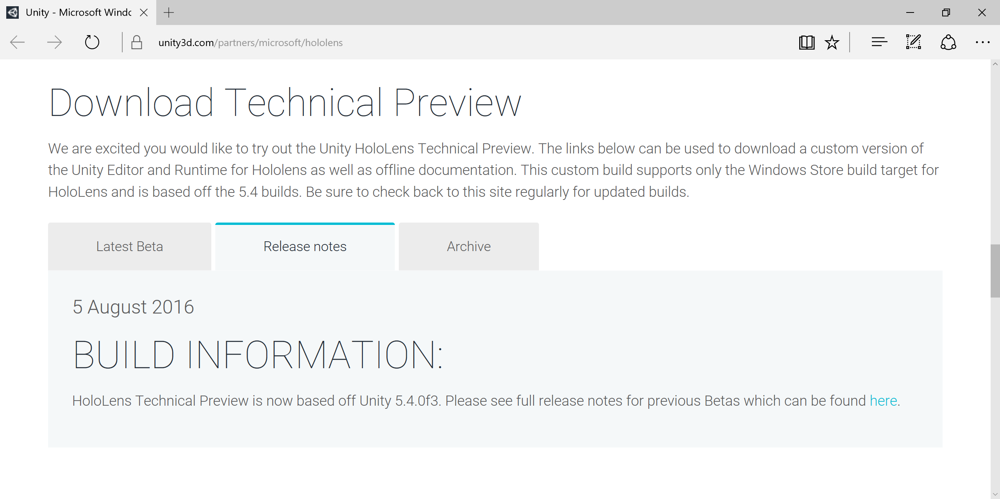 Unity - Microsoft Windc
unity3d.com/partners/microsoft/hololens
Download Technical Preview
We are excited you would like to try out the Unity HoloLens Technical Preview. The links below can be used to download a custom version of
the Unity Editor and Runtime for Hololens as well as offline documentation. This custom build supports only the Windows Store build target for
HoloLens and is based off the 5.4 builds. Be sure to check back to this site regularly for updated builds.
Latest Beta
Release notes
Archive
5 August 2016
BUILD INFORMATION:
HoloLens Technical Preview is now based off Unity 5.4.0f3. Please see full release notes for previous Betas which can be found here.